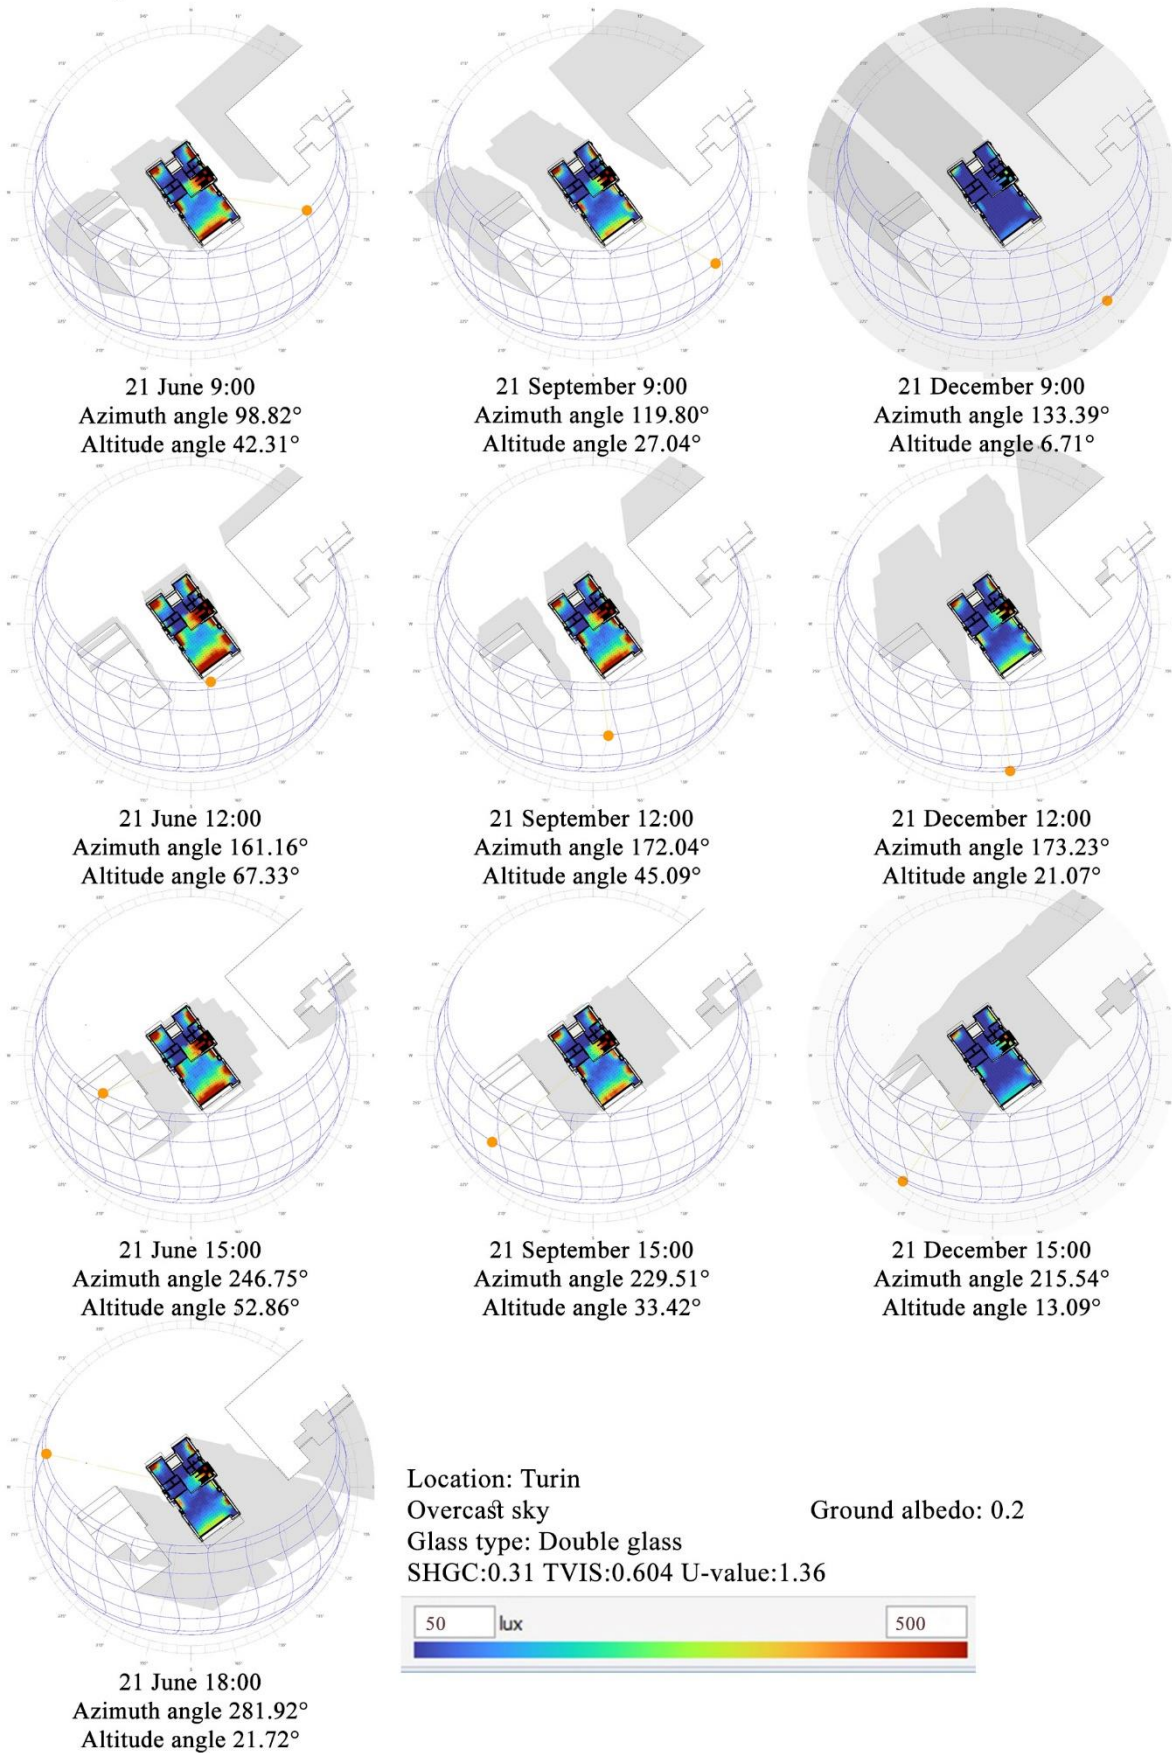 21 June 9:00
Azimuth angle 98.82°
Altitude angle 42.31°
21 September 9:00
Azimuth angle 119.80°
Altitude angle 27.04°
21 December 9:00
Azimuth angle 133.39°
Altitude angle 6.71°
21 June 12:00
Azimuth angle 161.16°
Altitude angle 67.33°
21 September 12:00
Azimuth angle 172.04°
Altitude angle 45.09°
21 December 12:00
Azimuth angle 173.23°
Altitude angle 21.07°
21 June 15:00
Azimuth angle 246.75°
Altitude angle 52.86°
21 September 15:00
Azimuth angle 229.51°
Altitude angle 33.42°
21 December 15:00
Azimuth angle 215.54°
Altitude angle 13.09°
21 June 18:00
Azimuth angle 281.92°
Altitude angle 21.72°
Location: Turin
Overcast sky Ground albedo: 0.2
Glass type: Double glass
SHGC:0.31 TVIS:0.604 U-value:1.36
50 lux 500